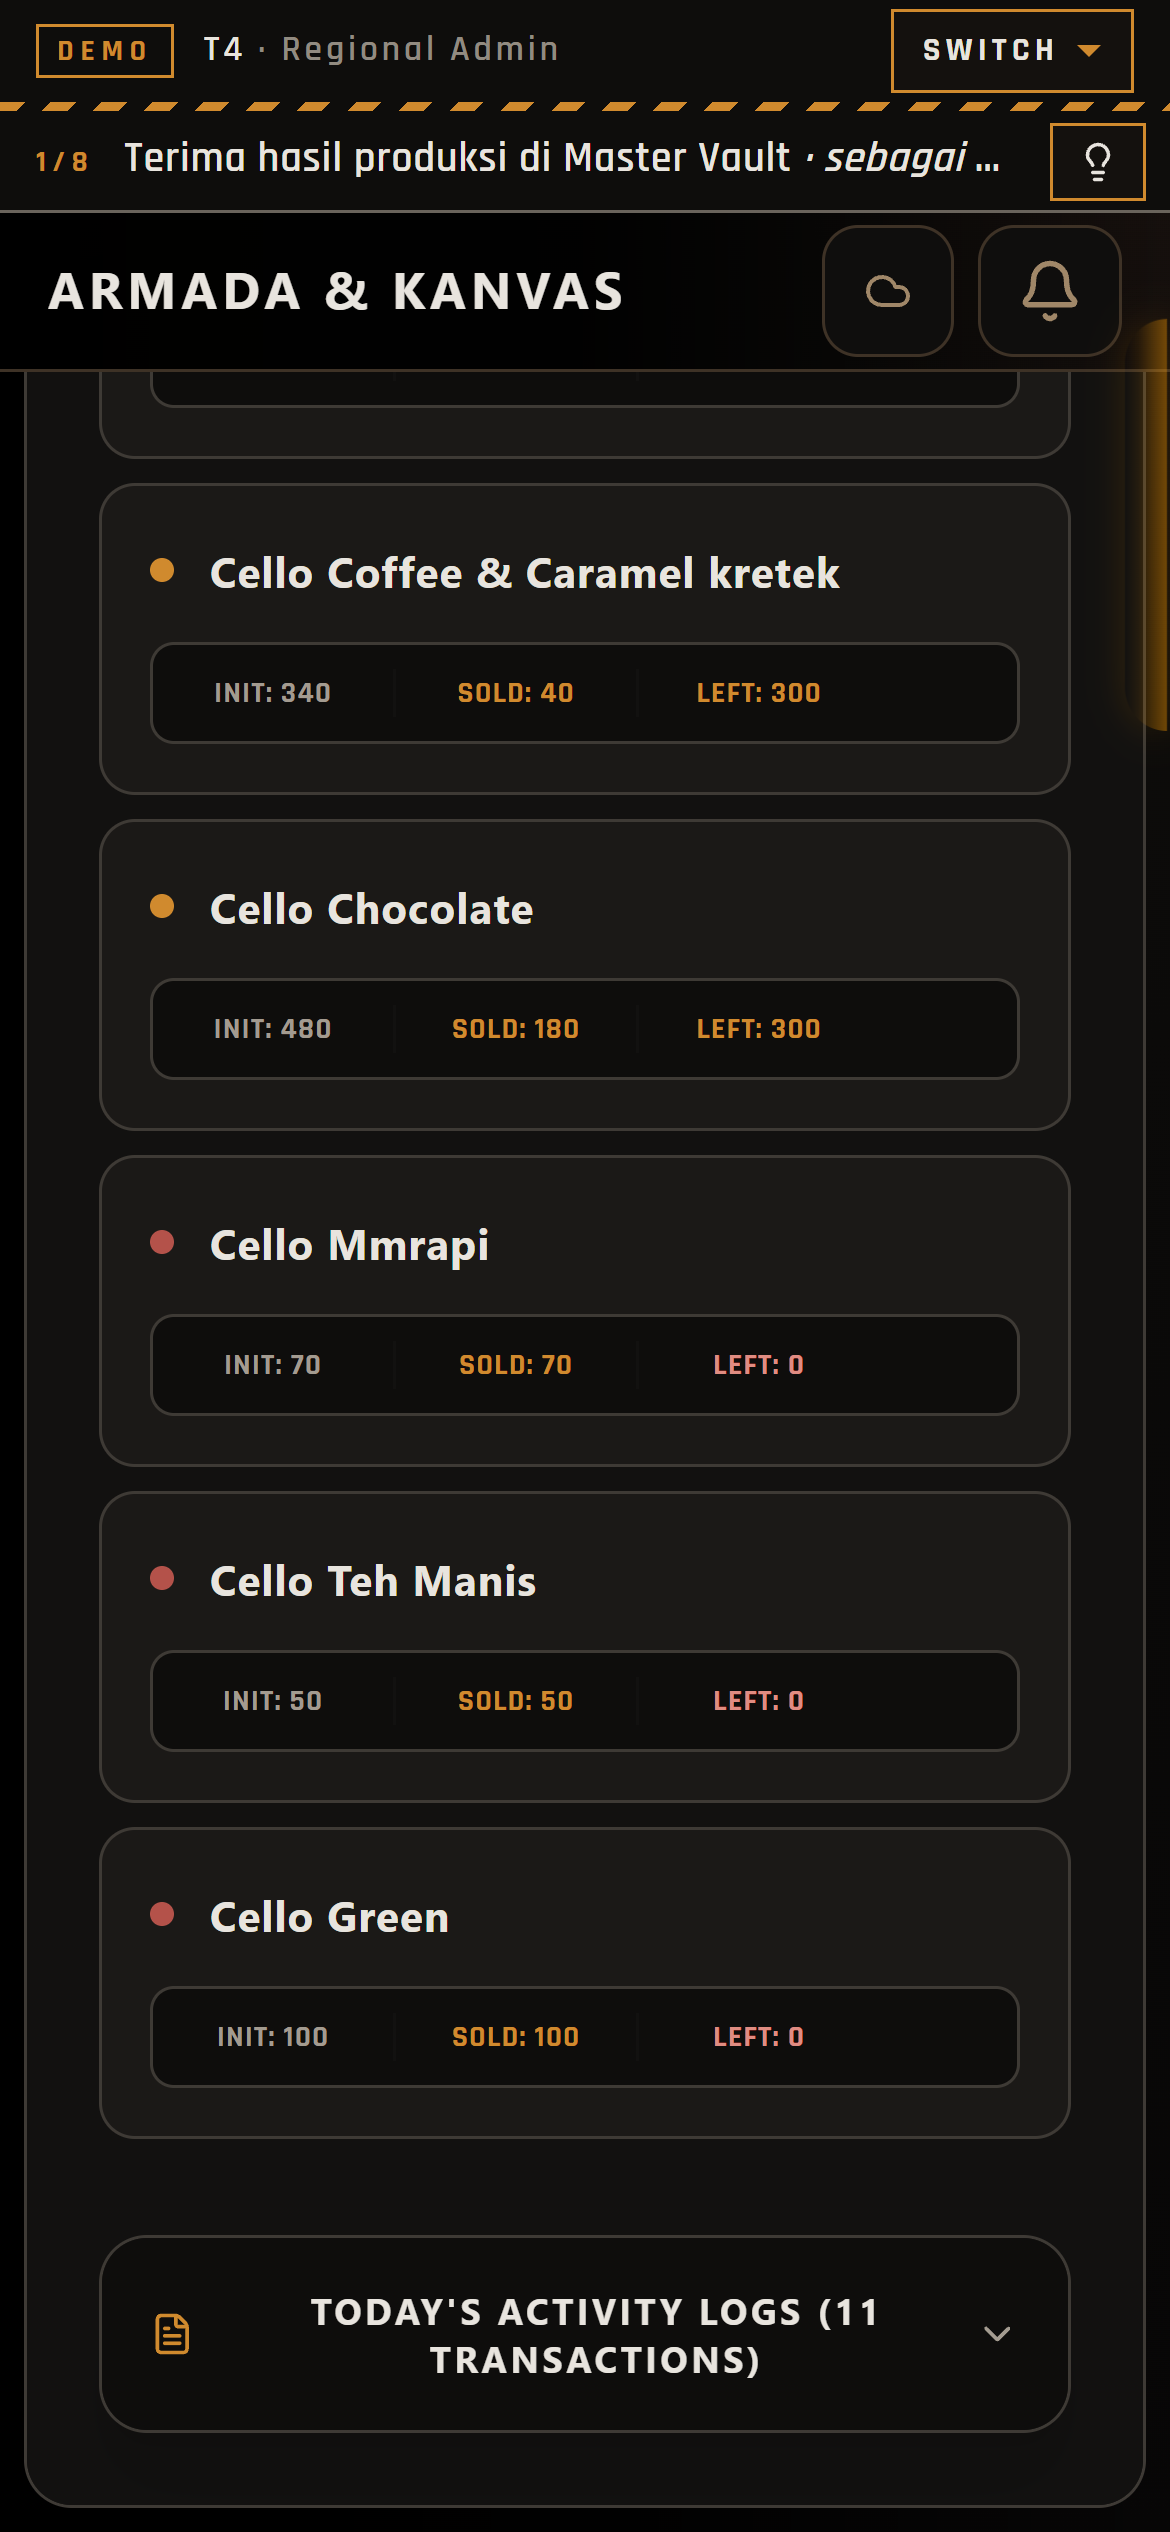 DEMO T4 · Regional Admin SWITCH
1/8 Terima hasil produksi di Master Vault · sebagai ...
ARMADA & KANVAS
Cello Coffee & Caramel kretek
INIT: 340 SOLD: 40 LEFT: 300
Cello Chocolate
INIT: 480 SOLD: 180 LEFT: 300
Cello Mmrapi
INIT: 70 SOLD: 70 LEFT: 0
Cello Teh Manis
INIT: 50 SOLD: 50 LEFT: 0
Cello Green
INIT: 100 SOLD: 100 LEFT: 0
TODAY'S ACTIVITY LOGS (11
TRANSACTIONS)